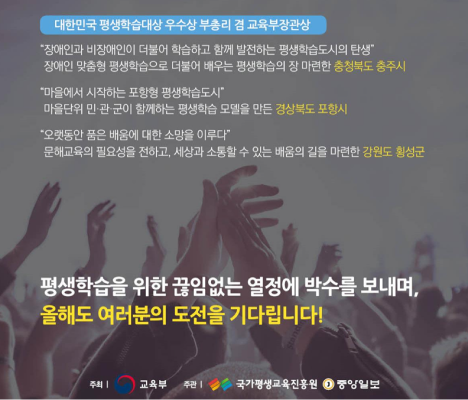 대한민국 평생학습대상 우수상 부총리 겸 교육부장관상
"장애인과 비장애인이 더불어 학습하고 함께 발전하는 평생학습도시의 탄생"
장애인 맞춤형 평생학습으로 더불어 배우는 평생학습의 장 마련한 충청북도 충주시
"마을에서 시작하는 포항형 평생학습도시"
마을단위 민·관·군이 함께하는 평생학습 모델을 만든 경상북도 포항시
"오랫동안 품은 배움에 대한 소망을 이루다"
문해교육의 필요성을 전하고, 세상과 소통할 수 있는 배움의 길을 마련한 강원도 횡성군
평생학습을 위한 끊임없는 열정에 박수를 보내며,
올해도 여러분의 도전을 기다립니다!
주최 | 교육부 주관 | 국가평생교육진흥원 중앙일보